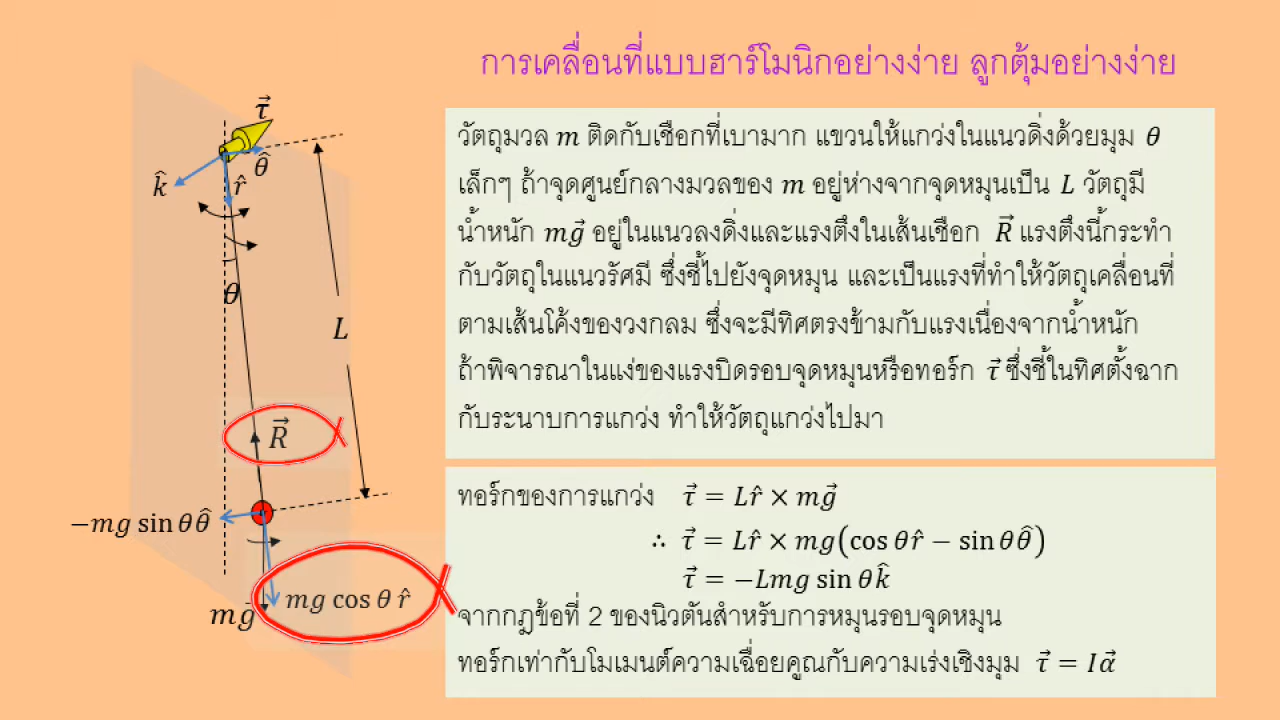 การเคลื่อนที่แบบฮาร์โมนิกอย่างง่าย ลูกตุ้มอย่างง่าย
วัตถุมวล m ติดกับเชือกที่เบามาก แขวนให้แกว่งในแนวดิ่งด้วยมุม θ
เล็กๆ ถ้าจุดศูนย์กลางมวลของ m อยู่ห่างจากจุดหมุนเป็น L วัตถุมี
น้ำหนัก mg⃗ อยู่ในแนวลงดิ่งและแรงตึงในเส้นเชือก R⃗ แรงตึงนี้กระทำ
กับวัตถุในแนวรัศมี ซึ่งชี้ไปยังจุดหมุน และเป็นแรงที่ทำให้วัตถุเคลื่อนที่
ตามเส้นโค้งของวงกลม ซึ่งจะมีทิศตรงข้ามกับแรงเนื่องจากน้ำหนัก
ถ้าพิจารณาในแง่ของแรงบิดรอบจุดหมุนหรือทอร์ก τ⃗ ซึ่งชี้ในทิศตั้งฉาก
กับระนาบการแกว่ง ทำให้วัตถุแกว่งไปมา
ทอร์กของการแกว่ง τ⃗ = Lr̂ × mg⃗
∴ τ⃗ = Lr̂ × mg(cos θr̂ − sin θθ̂)
τ⃗ = −Lmg sin θk̂
จากกฎข้อที่ 2 ของนิวตันสำหรับการหมุนรอบจุดหมุน
ทอร์กเท่ากับโมเมนต์ความเฉื่อยคูณกับความเร่งเชิงมุม τ⃗ = Iα⃗
τ⃗
θ̂
k̂
r̂
θ
L
R⃗
−mg sin θθ̂
mg cos θ r̂
mg⃗